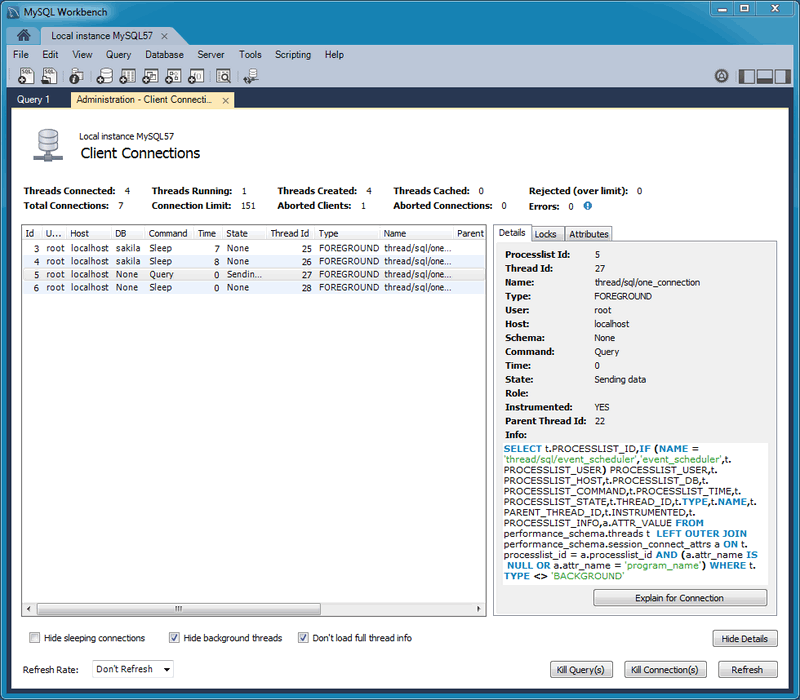 MySQL Workbench
Local instance MySQL57
File Edit View Query Database Server Tools Scripting Help
Query 1 Administration - Client Connecti...
Local instance MySQL57
Client Connections
Threads Connected: 4 Threads Running: 1 Threads Created: 4 Threads Cached: 0 Rejected (over limit): 0
Total Connections: 7 Connection Limit: 151 Aborted Clients: 1 Aborted Connections: 0 Errors: 0
Id U... Host DB Command Time State Thread Id Type Name Parent
3 root localhost sakila Sleep 7 None 25 FOREGROUND thread/sql/one...
4 root localhost sakila Sleep 8 None 26 FOREGROUND thread/sql/one...
5 root localhost None Query 0 Sendin... 27 FOREGROUND thread/sql/one...
6 root localhost None Sleep 0 None 28 FOREGROUND thread/sql/one...
Details Locks Attributes
Processlist Id: 5
Thread Id: 27
Name: thread/sql/one_connection
Type: FOREGROUND
User: root
Host: localhost
Schema: None
Command: Query
Time: 0
State: Sending data
Role:
Instrumented: YES
Parent Thread Id: 22
Info:
SELECT t.PROCESSLIST_ID,IF (NAME =
'thread/sql/event_scheduler','event_scheduler',t.
PROCESSLIST_USER) PROCESSLIST_USER,t.
PROCESSLIST_HOST,t.PROCESSLIST_DB,t.
PROCESSLIST_COMMAND,t.PROCESSLIST_TIME,t.
PROCESSLIST_STATE,t.THREAD_ID,t.TYPE,t.NAME,t.
PARENT_THREAD_ID,t.INSTRUMENTED,t.
PROCESSLIST_INFO,a.ATTR_VALUE FROM
performance_schema.threads t LEFT OUTER JOIN
performance_schema.session_connect_attrs a ON t.
processlist_id = a.processlist_id AND (a.attr_name IS
NULL OR a.attr_name = 'program_name') WHERE t.
TYPE <> 'BACKGROUND'
Explain for Connection
Hide sleeping connections Hide background threads Don't load full thread info Hide Details
Refresh Rate: Don't Refresh Kill Query(s) Kill Connection(s) Refresh